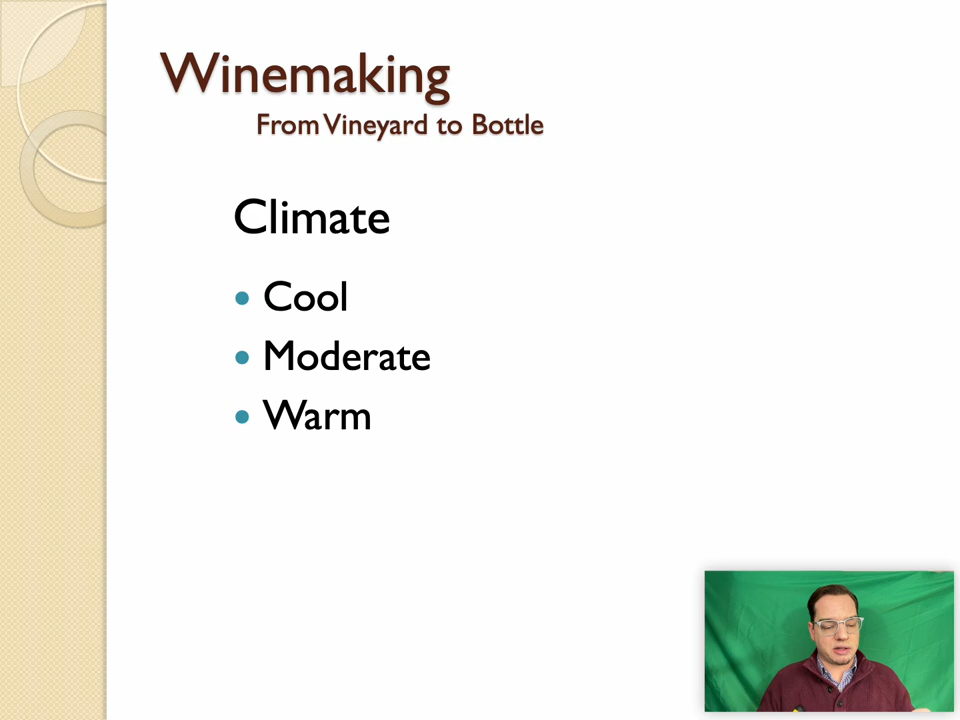 Winemaking
From Vineyard to Bottle
Climate
Cool
Moderate
Warm